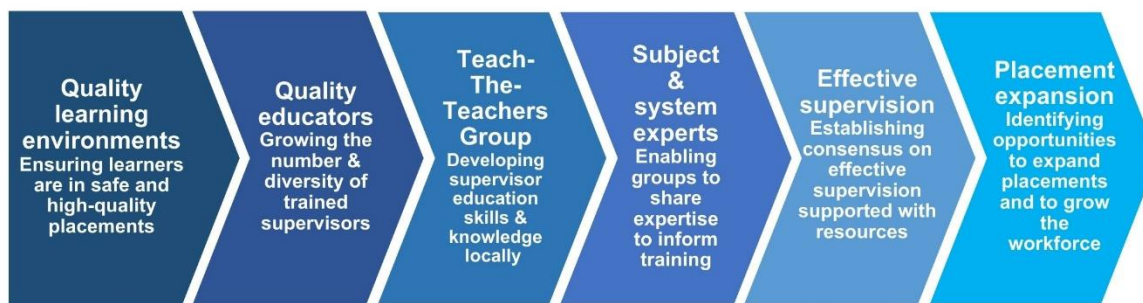 Quality
learning
environments
Ensuring learners
are in safe and
high-quality
placements
Quality
educators
Growing the
number &
diversity of
trained
supervisors
Teach-
The-
Teachers
Group
Developing
supervisor
education
skills &
knowledge
locally
Subject
&
system
experts
Enabling
groups to
share
expertise
to inform
training
Effective
supervision
Establishing
consensus on
effective
supervision
supported with
resources
Placement
expansion
Identifying
opportunities
to expand
placements
and to grow
the
workforce